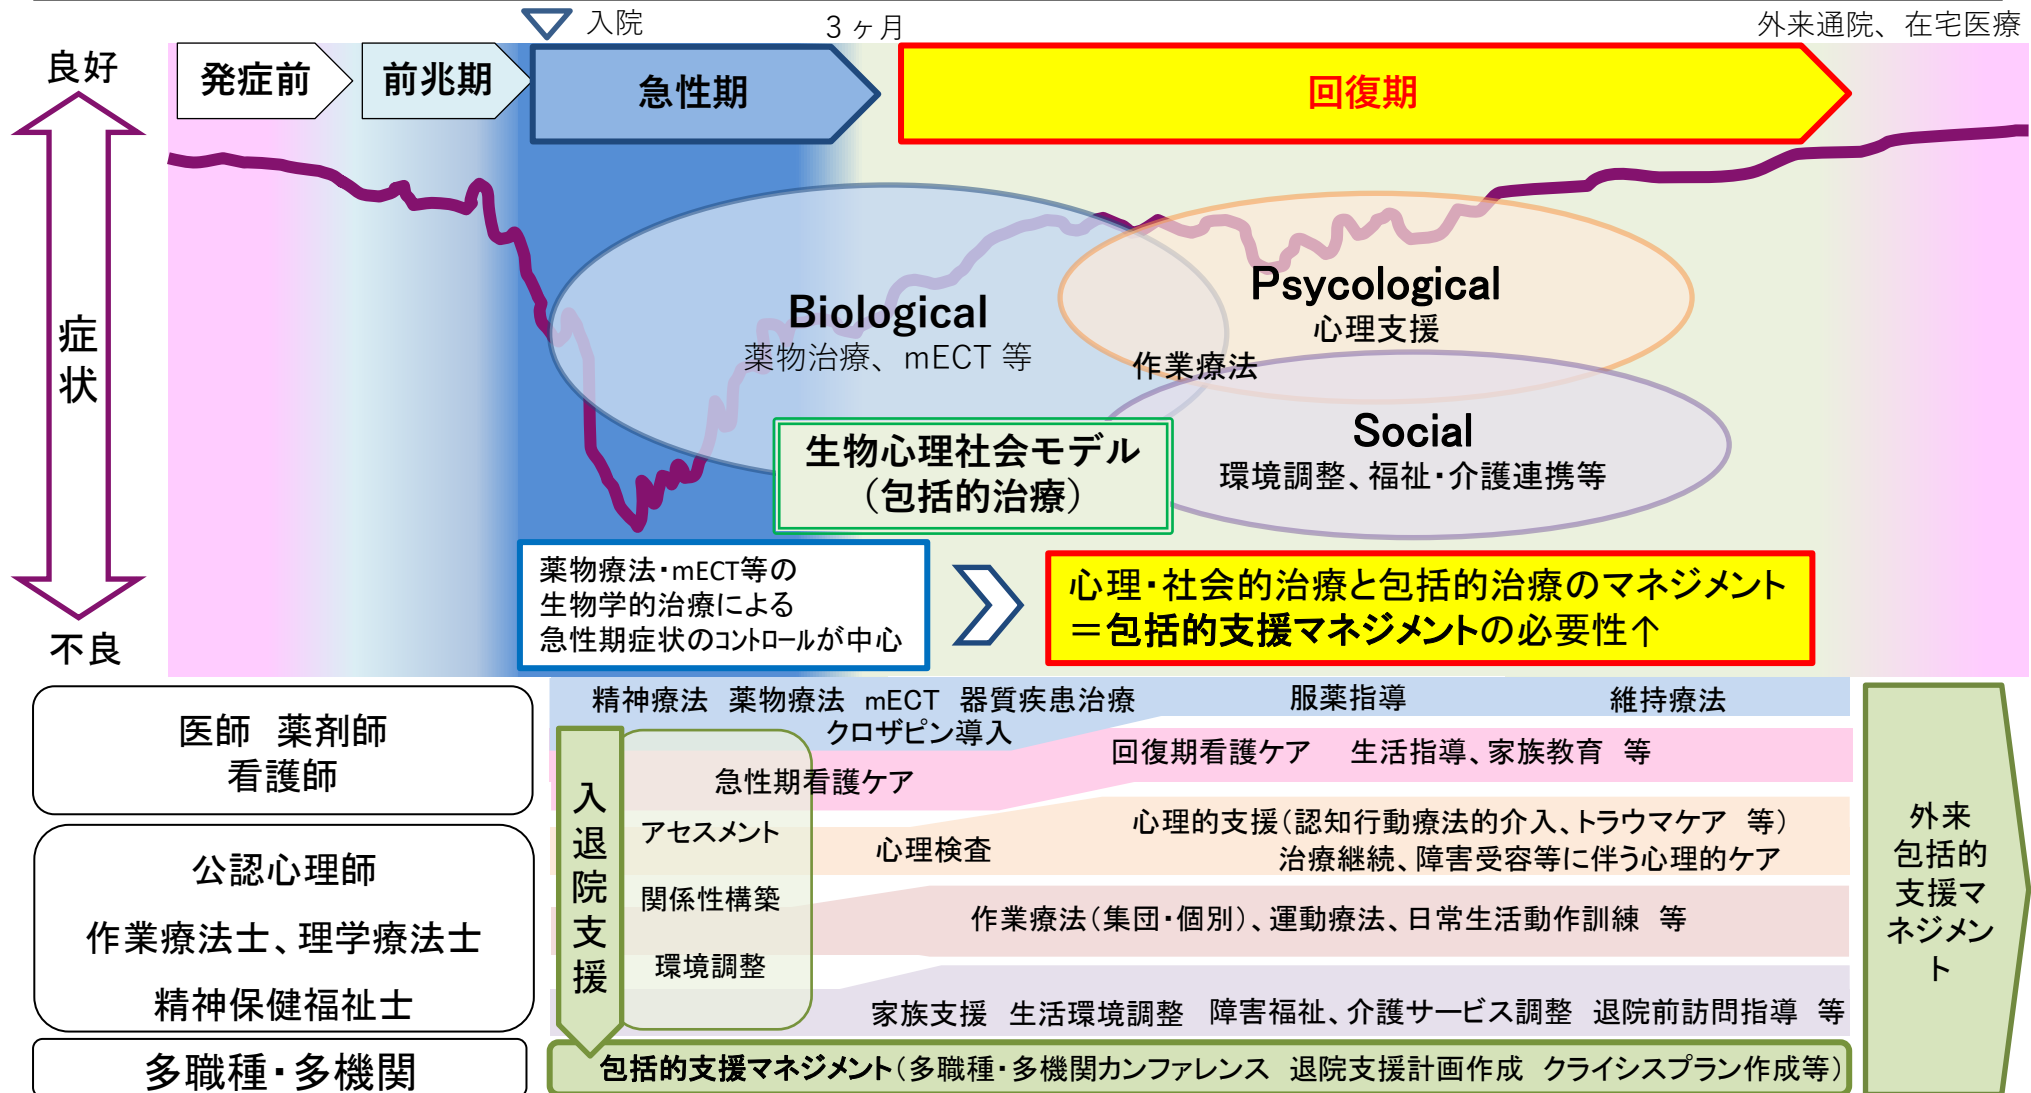 入院
3 ヶ月
外来通院、在宅医療
良好
発症前
前兆期
急性期
回復期
症状
不良
Biological
薬物治療、mECT 等
Psycological
心理支援
作業療法
Social
環境調整、福祉・介護連携等
生物心理社会モデル
（包括的治療）
薬物療法・mECT等の
生物学的治療による
急性期症状のコントロールが中心
心理・社会的治療と包括的治療のマネジメント
＝包括的支援マネジメントの必要性↑
医師　薬剤師
看護師
精神療法　薬物療法　mECT　器質疾患治療
クロザピン導入
服薬指導
維持療法
急性期看護ケア
回復期看護ケア　生活指導、家族教育　等
入退院支援
アセスメント
関係性構築
環境調整
公認心理師
作業療法士、理学療法士
精神保健福祉士
心理検査
心理的支援（認知行動療法的介入、トラウマケア　等）
治療継続、障害受容等に伴う心理的ケア
作業療法（集団・個別）、運動療法、日常生活動作訓練　等
家族支援　生活環境調整　障害福祉、介護サービス調整　退院前訪問指導　等
多職種・多機関
包括的支援マネジメント（多職種・多機関カンファレンス　退院支援計画作成　クライシスプラン作成等）
外来
包括的
支援マ
ネジメン
ト